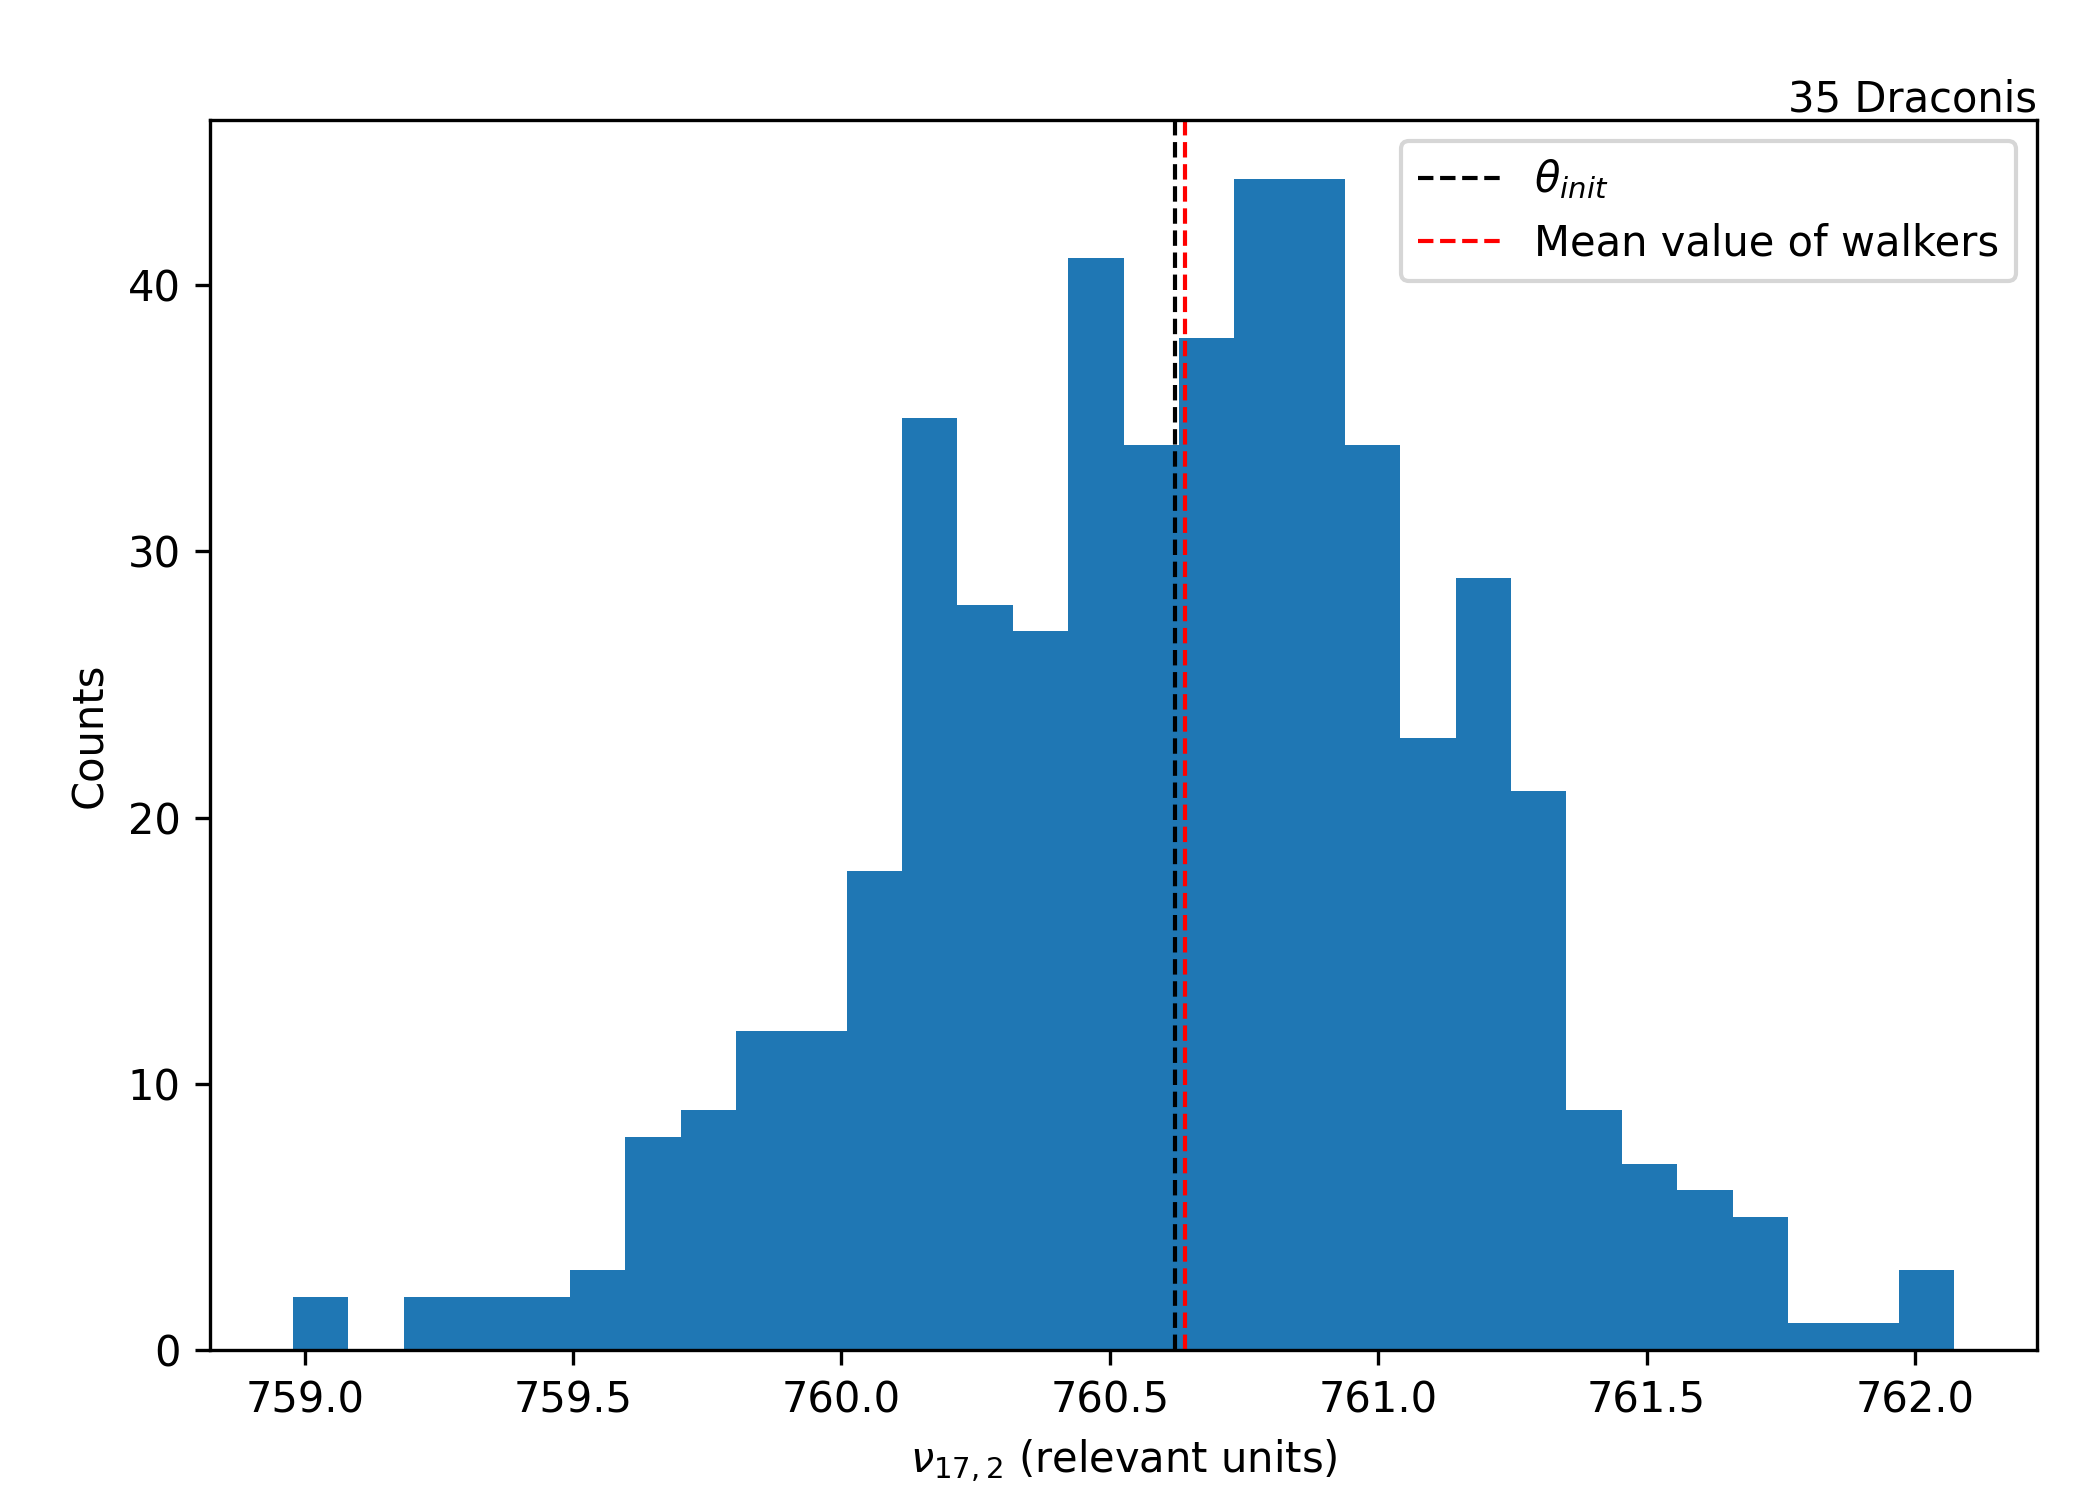 35 Draconis
θinit
Mean value of walkers
Counts
40
30
20
10
0
759.0 759.5 760.0 760.5 761.0 761.5 762.0
ν17, 2 (relevant units)